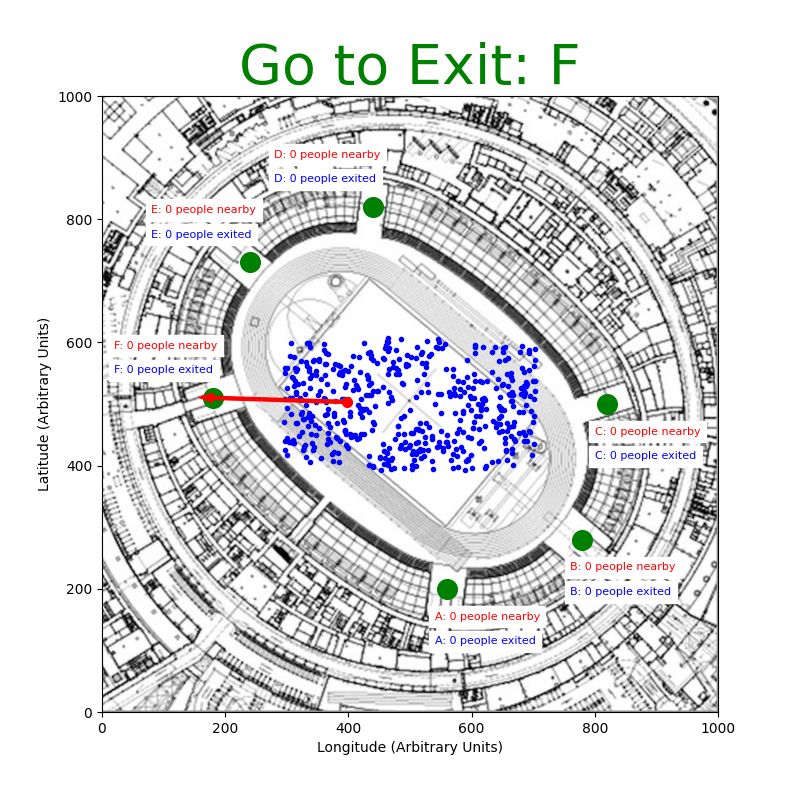 Go to Exit: F
1000
D: 0 people nearby
D: 0 people exited
E: 0 people nearby
800
E: 0 people exited
600
F: 0 people nearby
F: 0 people exited
Latitude (Arbitrary Units)
C: 0 people nearby
400
C: 0 people exited
B: 0 people nearby
200
B: 0 people exited
A: 0 people nearby
A: 0 people exited
0
0 200 400 600 800 1000
Longitude (Arbitrary Units)